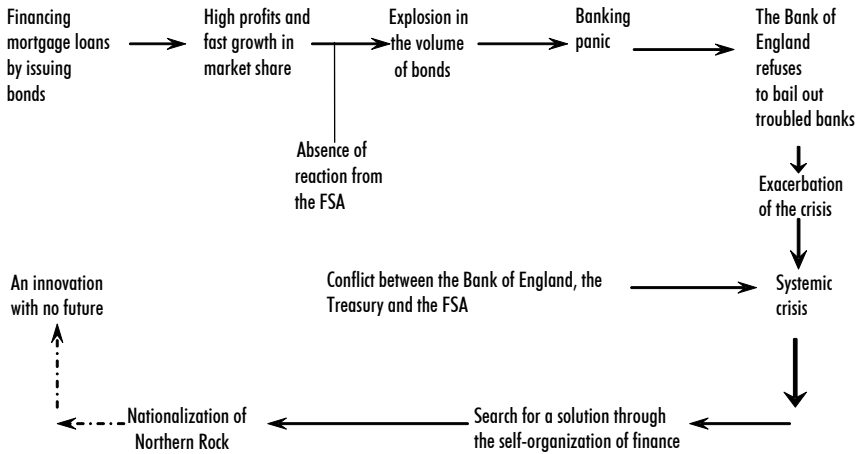 Financing
mortgage loans
by issuing
bonds
High profits and
fast growth in
market share
Explosion in
the volume
of bonds
Banking
panic
The Bank of
England
refuses
to bail out
troubled banks
Absence of
reaction from
the FSA
Exacerbation
of the crisis
Conflict between the Bank of England, the
Treasury and the FSA
Systemic
crisis
Search for a solution through
the self-organization of finance
Nationalization of
Northern Rock
An innovation
with no future